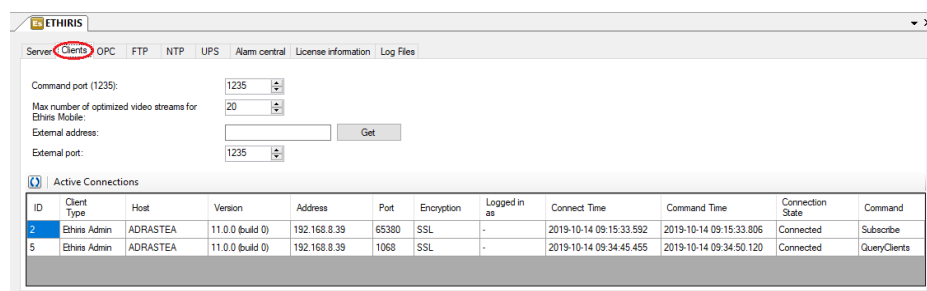 Es ETHIRIS
Server Clients OPC FTP NTP UPS Alarm central License information Log Files
Command port (1235): 1235
Max number of optimized video streams for 20
Ethiris Mobile:
External address: Get
External port: 1235
Active Connections
ID Client Type Host Version Address Port Encryption Logged in as Connect Time Command Time Connection State Command
2 Ethiris Admin ADRASTEA 11.0.0 (build 0) 192.168.8.39 65380 SSL - 2019-10-14 09:15:33.592 2019-10-14 09:15:33.806 Connected Subscribe
5 Ethiris Admin ADRASTEA 11.0.0 (build 0) 192.168.8.39 1068 SSL - 2019-10-14 09:34:45.455 2019-10-14 09:34:50.120 Connected QueryClients